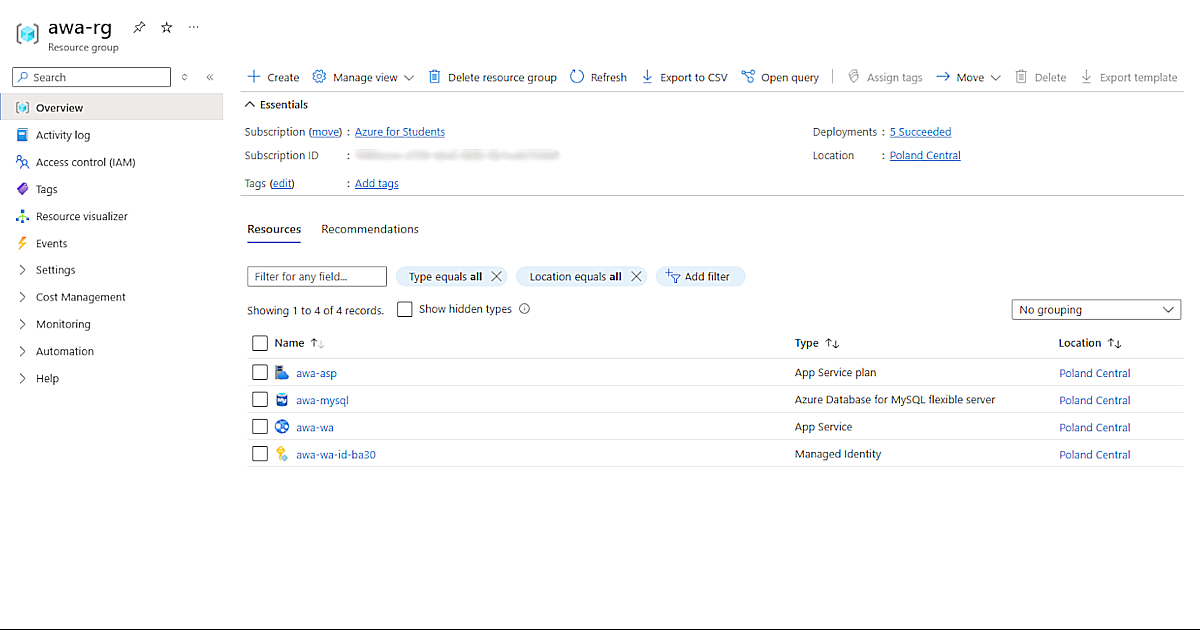 awa-rg
...
Resource group
Search
Overview
Activity log
Access control (IAM)
Tags
Resource visualizer
Events
Settings
Cost Management
Monitoring
Automation
Help
Create Manage view Delete resource group Refresh Export to CSV Open query Assign tags Move Delete Export template
Essentials
Subscription (move) : Azure for Students Deployments : 5 Succeeded
Subscription ID : Location : Poland Central
Tags (edit) : Add tags
Resources Recommendations
Filter for any field... Type equals all Location equals all Add filter
Showing 1 to 4 of 4 records. Show hidden types No grouping
Name Type Location
awa-asp App Service plan Poland Central
awa-mysql Azure Database for MySQL flexible server Poland Central
awa-wa App Service Poland Central
awa-wa-id-ba30 Managed Identity Poland Central